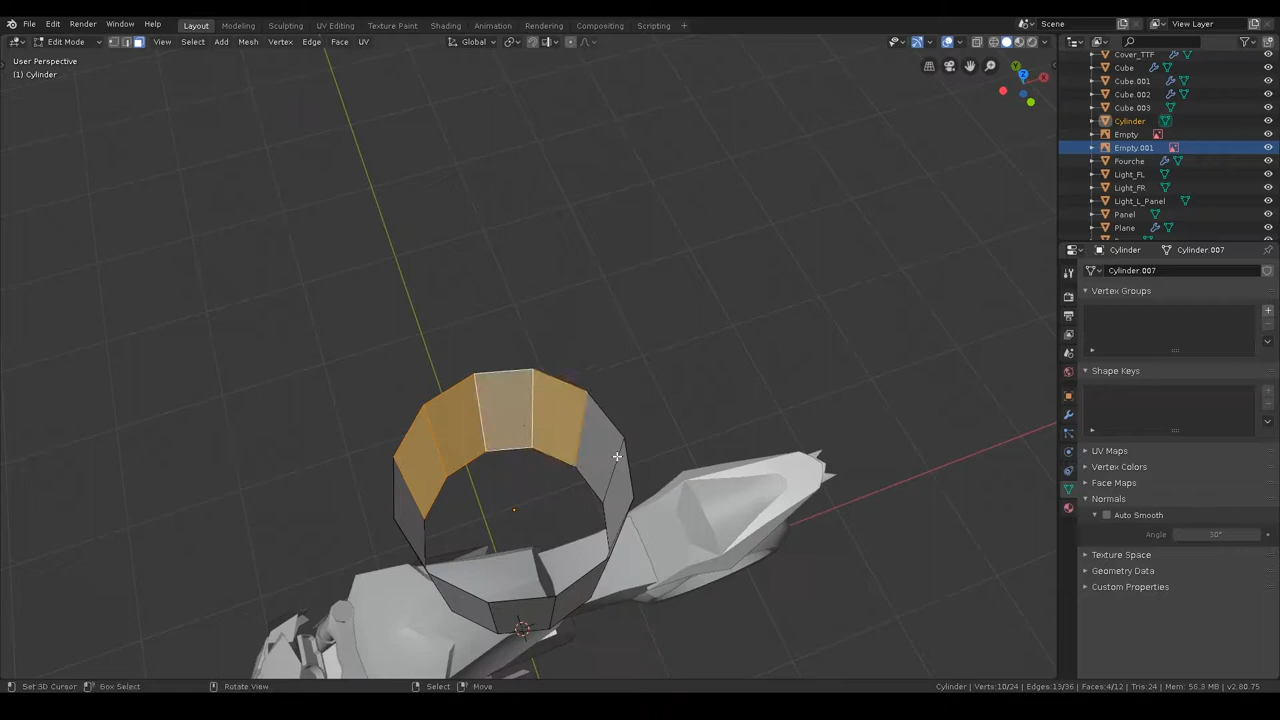 File Edit Render Window Help Layout Modeling Sculpting UV Editing Texture Paint Shading Animation Rendering Compositing Scripting + Scene View Layer
Edit Mode View Select Add Mesh Vertex Edge Face UV Global
User Perspective
(1) Cylinder
Cover_TTF
Cube
Cube.001
Cube.002
Cube.003
Cylinder
Empty
Empty.001
Fourche
Light_FL
Light_FR
Light_L_Panel
Panel
Plane
Cylinder Cylinder.007
Cylinder.007
Vertex Groups
Shape Keys
UV Maps
Vertex Colors
Face Maps
Normals
Auto Smooth
Angle 30°
Texture Space
Geometry Data
Custom Properties
Set 3D Cursor Box Select Rotate View Select Move Cylinder | Verts:10/24 | Edges:13/36 | Faces:4/12 | Tris:24 | Mem: 56.3 MB | v2.80.75